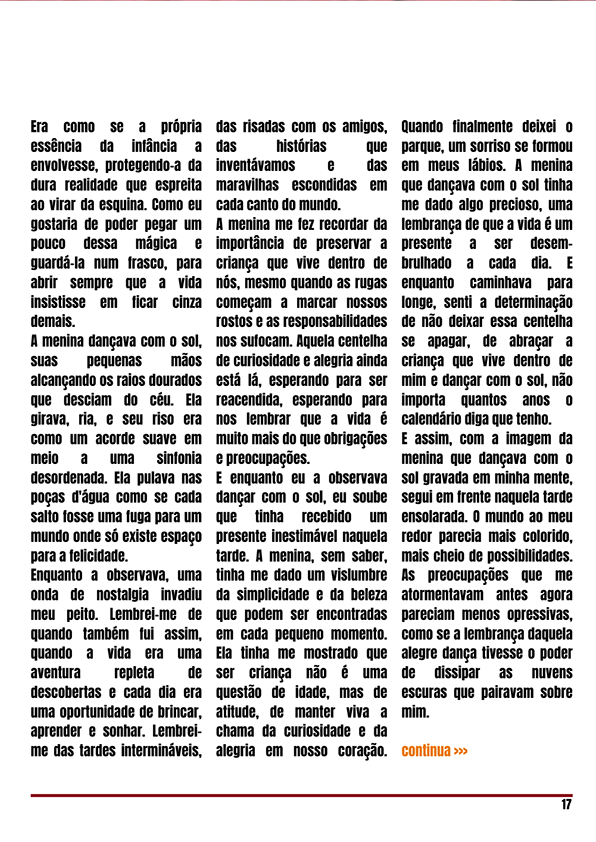 Era como se a própria
essência da infância a
envolvesse, protegendo-a da
dura realidade que espreita
ao virar da esquina. Como eu
gostaria de poder pegar um
pouco dessa mágica e
guardá-la num frasco, para
abrir sempre que a vida
insistisse em ficar cinza
demais.
A menina dançava com o sol,
suas pequenas mãos
alcançando os raios dourados
que desciam do céu. Ela
girava, ria, e seu riso era
como um acorde suave em
meio a uma sinfonia
desordenada. Ela pulava nas
poças d'água como se cada
salto fosse uma fuga para um
mundo onde só existe espaço
para a felicidade.
Enquanto a observava, uma
onda de nostalgia invadiu
meu peito. Lembrei-me de
quando também fui assim,
quando a vida era uma
aventura repleta de
descobertas e cada dia era
uma oportunidade de brincar,
aprender e sonhar. Lembrei-
me das tardes intermináveis,
das risadas com os amigos,
das histórias que
inventávamos e das
maravilhas escondidas em
cada canto do mundo.
A menina me fez recordar da
importância de preservar a
criança que vive dentro de
nós, mesmo quando as rugas
começam a marcar nossos
rostos e as responsabilidades
nos sufocam. Aquela centelha
de curiosidade e alegria ainda
está lá, esperando para ser
reacendida, esperando para
nos lembrar que a vida é
muito mais do que obrigações
e preocupações.
E enquanto eu a observava
dançar com o sol, eu soube
que tinha recebido um
presente inestimável naquela
tarde. A menina, sem saber,
tinha me dado um vislumbre
da simplicidade e da beleza
que podem ser encontradas
em cada pequeno momento.
Ela tinha me mostrado que
ser criança não é uma
questão de idade, mas de
atitude, de manter viva a
chama da curiosidade e da
alegria em nosso coração.
Quando finalmente deixei o
parque, um sorriso se formou
em meus lábios. A menina
que dançava com o sol tinha
me dado algo precioso, uma
lembrança de que a vida é um
presente a ser desem-
brulhado a cada dia. E
enquanto caminhava para
longe, senti a determinação
de não deixar essa centelha
se apagar, de abraçar a
criança que vive dentro de
mim e dançar com o sol, não
importa quantos anos o
calendário diga que tenho.
E assim, com a imagem da
menina que dançava com o
sol gravada em minha mente,
segui em frente naquela tarde
ensolarada. O mundo ao meu
redor parecia mais colorido,
mais cheio de possibilidades.
As preocupações que me
atormentavam antes agora
pareciam menos opressivas,
como se a lembrança daquela
alegre dança tivesse o poder
de dissipar as nuvens
escuras que pairavam sobre
mim.
continua >>>
17